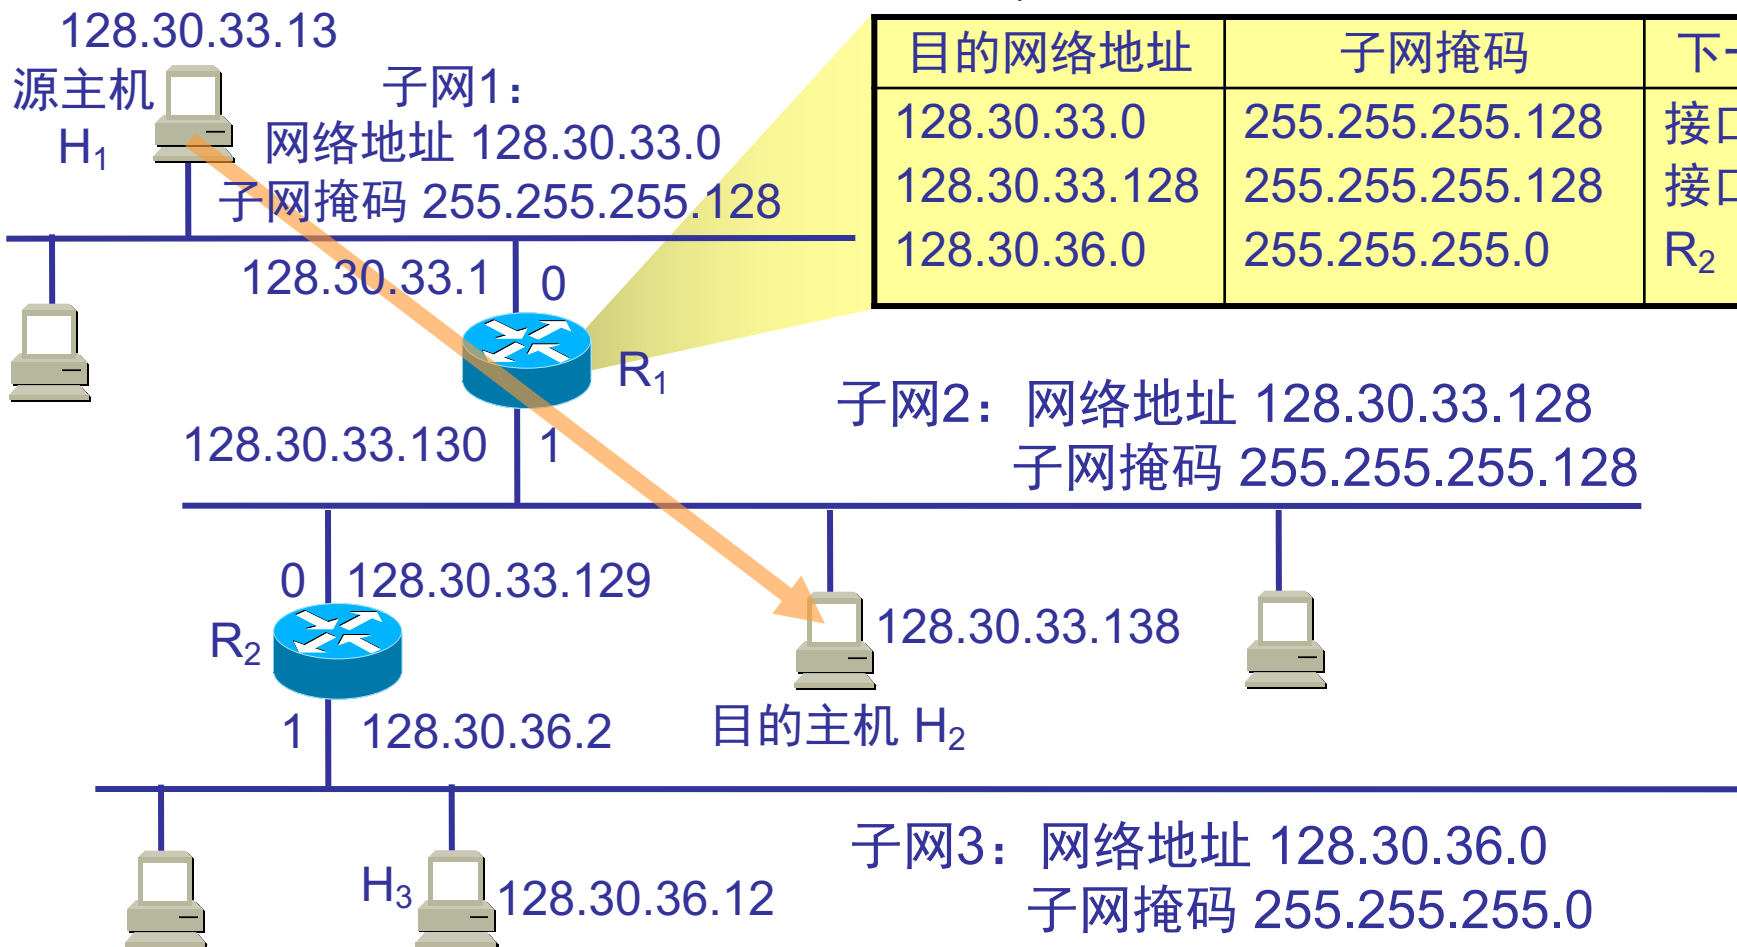 128.30.33.13
源主机
H₁
子网1：
网络地址 128.30.33.0
子网掩码 255.255.255.128
目的网络地址 子网掩码
128.30.33.0 255.255.255.128 接口
128.30.33.128 255.255.255.128 接口
128.30.36.0 255.255.255.0 R₂
128.30.33.1 0
R₁
128.30.33.130 1
子网2：网络地址 128.30.33.128
子网掩码 255.255.255.128
0 128.30.33.129
R₂
128.30.33.138
1 128.30.36.2
目的主机 H₂
子网3：网络地址 128.30.36.0
子网掩码 255.255.255.0
H₃ 128.30.36.12